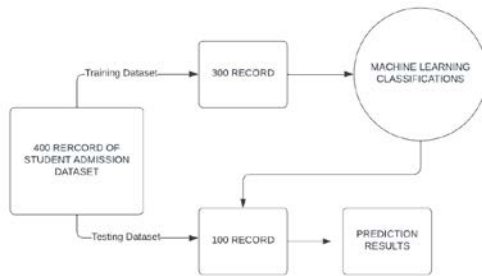 Training Dataset
300 RECORD
MACHINE LEARNING
CLASSIFICATIONS
400 RERCORD OF
STUDENT ADMISSION
DATASET
Testing Dataset
100 RECORD
PREDICTION
RESULTS